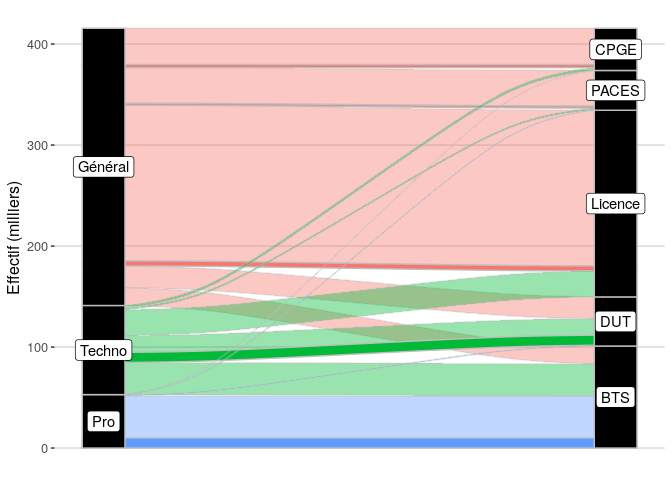 Effectif (milliers)
400
300
200
100
0
Général
Techno
Pro
CPGE
PACES
Licence
DUT
BTS